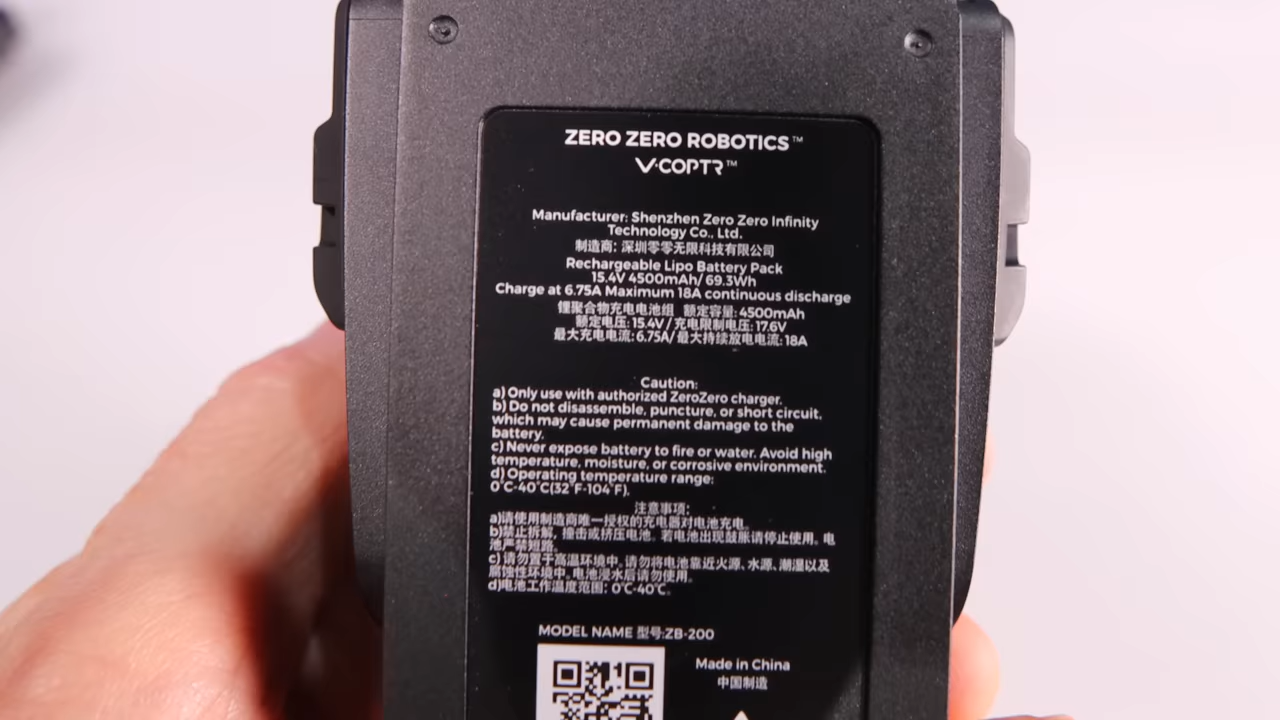 ZERO ZERO ROBOTICS™
V·COPTR™
Manufacturer: Shenzhen Zero Zero Infinity
Technology Co., Ltd.
制造商: 深圳零零无限科技有限公司
Rechargeable Lipo Battery Pack
15.4V 4500mAh/ 69.3Wh
Charge at 6.75A Maximum 18A continuous discharge
锂聚合物充电电池组 额定容量: 4500mAh
额定电压: 15.4V / 充电限制电压: 17.6V
最大充电电流: 6.75A/ 最大持续放电电流: 18A
Caution:
a) Only use with authorized ZeroZero charger.
b) Do not disassemble, puncture, or short circuit,
which may cause permanent damage to the
battery.
c) Never expose battery to fire or water. Avoid high
temperature, moisture, or corrosive environment.
d) Operating temperature range:
0°C-40°C(32°F-104°F).
注意事项:
a)请使用制造商唯一授权的充电器对电池充电。
b)禁止拆解, 撞击或挤压电池。若电池出现鼓胀请停止使用。电
池严禁短路。
c) 请勿置于高温环境中, 请勿将电池靠近火源、水源、潮湿以及
腐蚀性环境中。电池浸水后请勿使用。
d)电池工作温度范围: 0°C-40°C。
MODEL NAME 型号:ZB-200
Made in China
中国制造